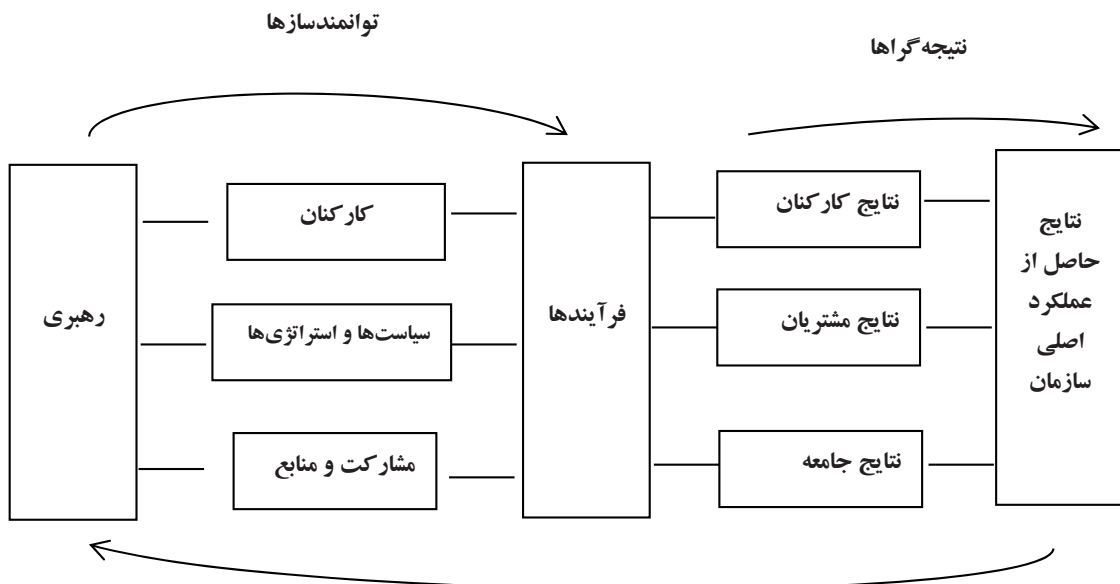 توانمندسازها
نتیجه‌گراها
رهبری
کارکنان
سیاست‌ها و استراتژی‌ها
مشارکت و منابع
فرآیندها
نتایج کارکنان
نتایج مشتریان
نتایج جامعه
نتایج
حاصل از
عملکرد
اصلی
سازمان